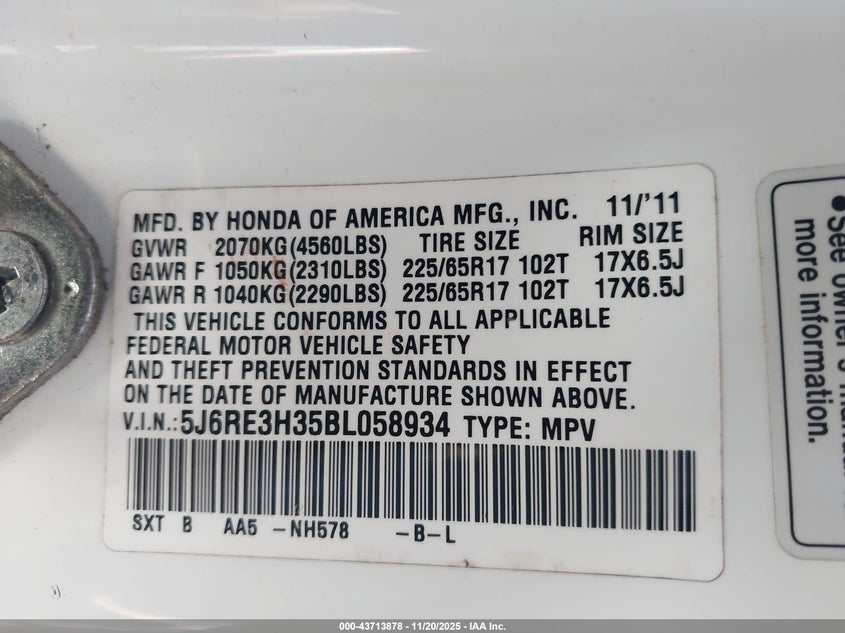 MFD. BY HONDA OF AMERICA MFG., INC. 11/'11
GVWR 2070KG(4560LBS) TIRE SIZE RIM SIZE
GAWR F 1050KG(2310LBS) 225/65R17 102T 17X6.5J
GAWR R 1040KG(2290LBS) 225/65R17 102T 17X6.5J
THIS VEHICLE CONFORMS TO ALL APPLICABLE
FEDERAL MOTOR VEHICLE SAFETY
AND THEFT PREVENTION STANDARDS IN EFFECT
ON THE DATE OF MANUFACTURE SHOWN ABOVE.
V.I.N.:5J6RE3H35BL058934 TYPE: MPV
SXT B AA5 -NH578 -B-L
● See owner's
more information.
000-43713878 - 11/20/2025 - IAA Inc.